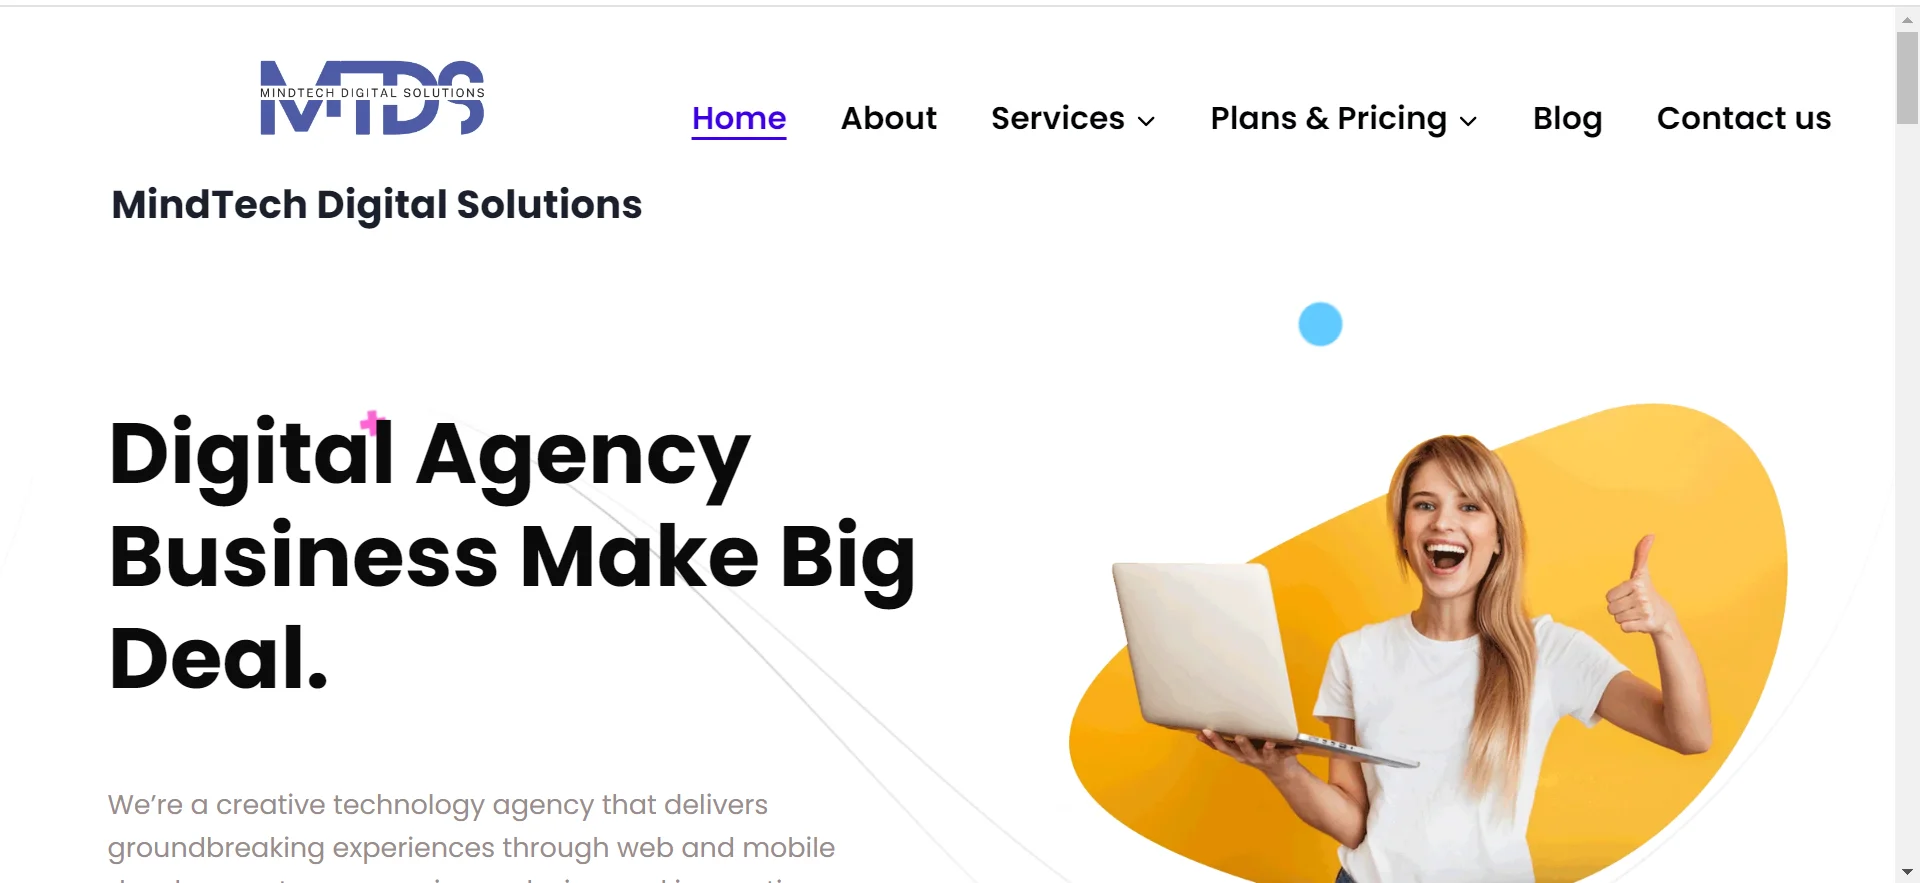 MTDS
MINDTECH DIGITAL SOLUTIONS
Home About Services Plans & Pricing Blog Contact us
MindTech Digital Solutions
Digital Agency
Business Make Big
Deal.
We’re a creative technology agency that delivers
groundbreaking experiences through web and mobile